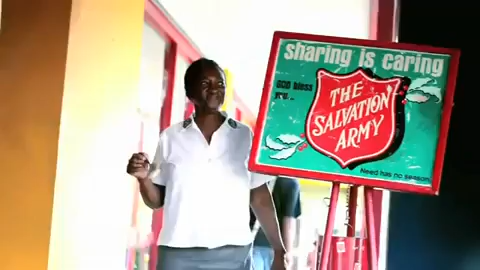 sharing is caring
GOD bless
you...
THE
SALVATION
ARMY
Need has no season